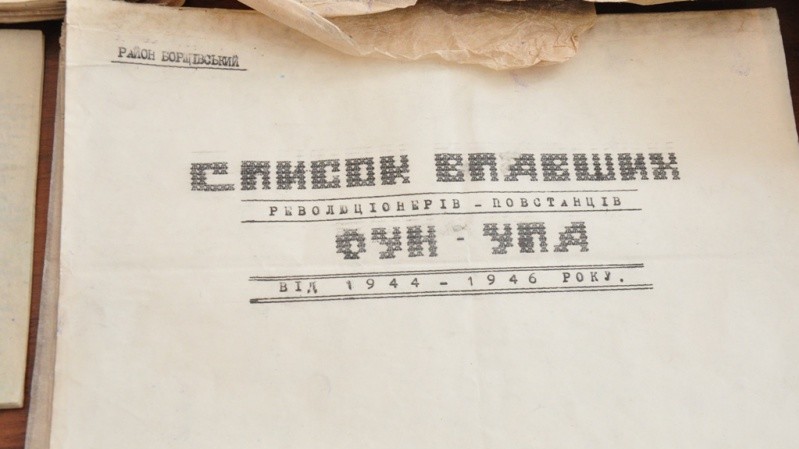 РАЙОН БОРЩІВСЬКИЙ
СПИСОК ВПАВШИХ
РЕВОЛЮЦІОНЕРІВ - ПОВСТАНЦІВ
ОУН - УПА
ВІД 1944 - 1946 РОКУ.